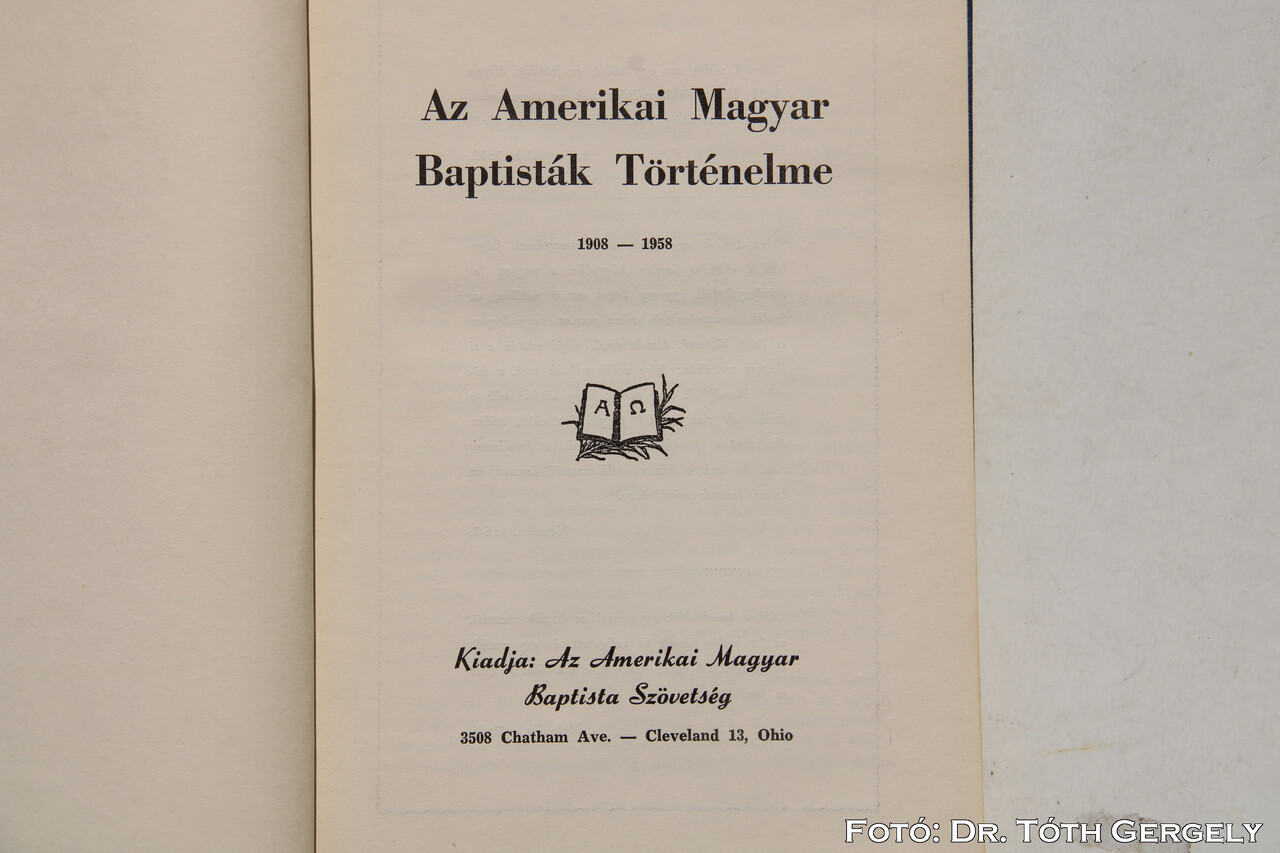 Az Amerikai Magyar
Baptisták Történelme
1908 — 1958
A Ω
Kiadja: Az Amerikai Magyar
Baptista Szövetség
3508 Chatham Ave. — Cleveland 13, Ohio
Fotó: Dr. Tóth Gergely